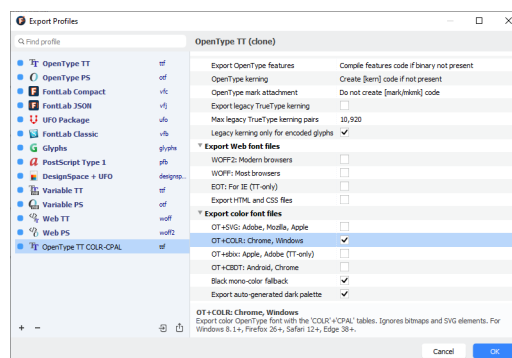 Export Profiles
Find profile
OpenType TT (clone)
OpenType TT ttf
OpenType PS otf
FontLab Compact vfc
FontLab JSON vfj
UFO Package ufo
FontLab Classic vfb
Glyphs glyphs
PostScript Type 1 pfb
DesignSpace + UFO designsp...
Variable TT ttf
Variable PS otf
Web TT woff
Web PS woff2
OpenType TT COLR-CPAL ttf
Export OpenType features Compile features code if binary not present
OpenType kerning Create [kern] code if not present
OpenType mark attachment Do not create [mark/mkmk] code
Export legacy TrueType kerning
Max legacy TrueType kerning pairs 10,920
Legacy kerning only for encoded glyphs
Export Web font files
WOFF2: Modern browsers
WOFF: Most browsers
EOT: For IE (TT-only)
Export HTML and CSS files
Export color font files
OT+SVG: Adobe, Mozilla, Apple
OT+COLR: Chrome, Windows
OT+sbix: Apple, Adobe (TT-only)
OT+CBDT: Android, Chrome
Black mono-color fallback
Export auto-generated dark palette
OT+COLR: Chrome, Windows
Export color OpenType font with the 'COLR'+'CPAL' tables. Ignores bitmaps and SVG elements. For
Windows 8.1+, Firefox 26+, Safari 12+, Edge 38+.
Cancel
OK